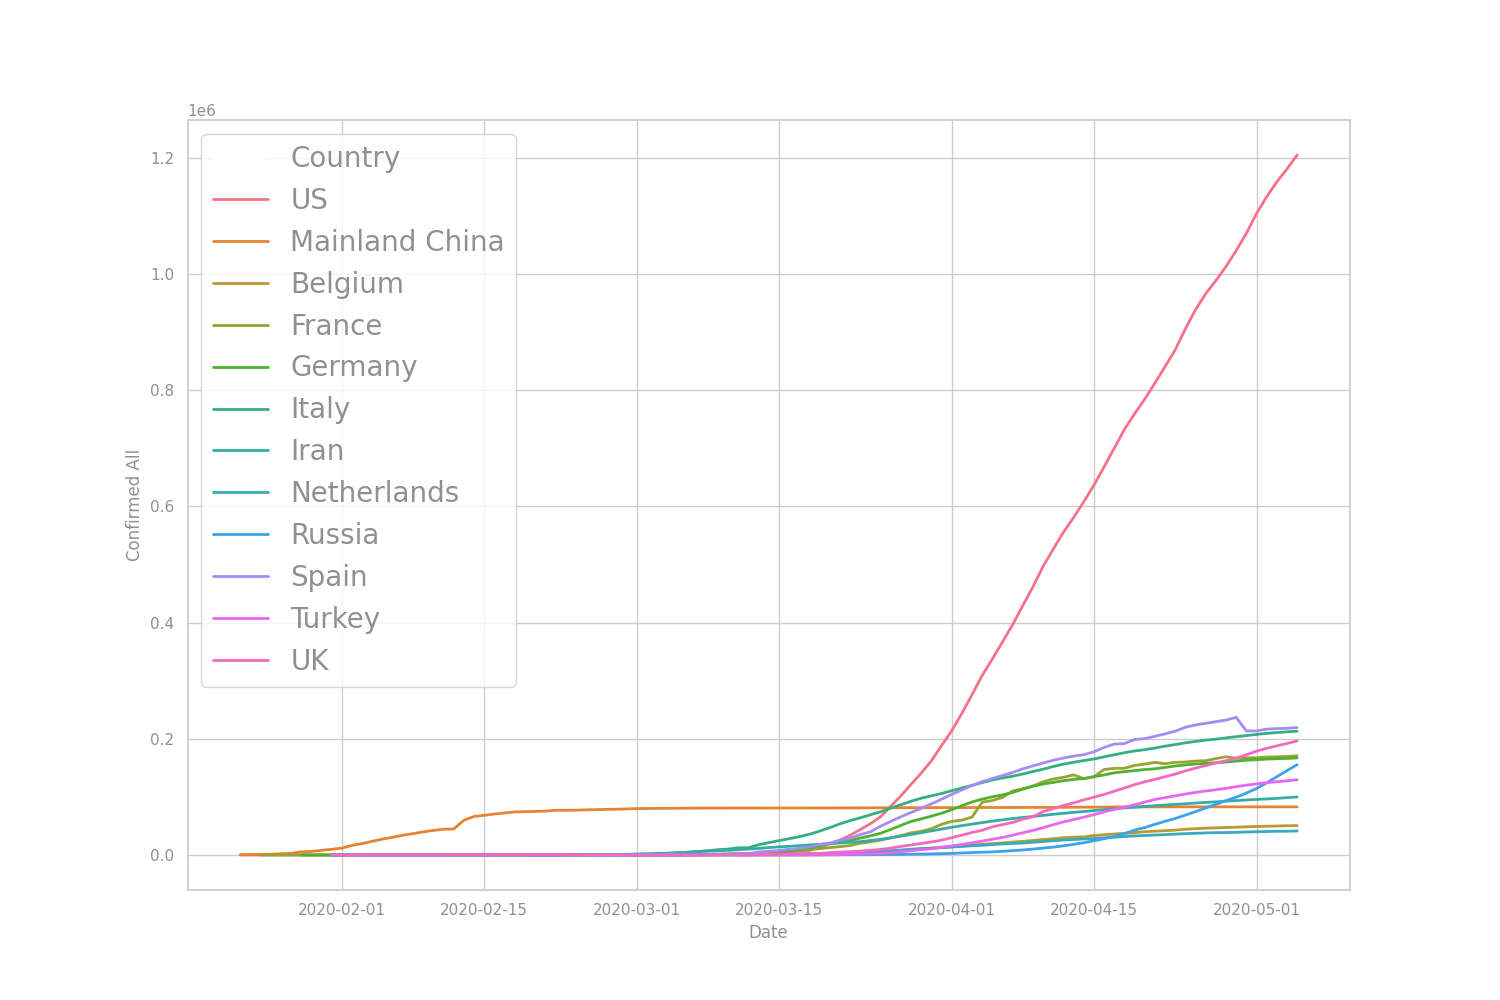 1e6
1.2
1.0
0.8
0.6
0.4
0.2
0.0
Confirmed All
Country
US
Mainland China
Belgium
France
Germany
Italy
Iran
Netherlands
Russia
Spain
Turkey
UK
2020-02-01 2020-02-15 2020-03-01 2020-03-15 2020-04-01 2020-04-15 2020-05-01
Date